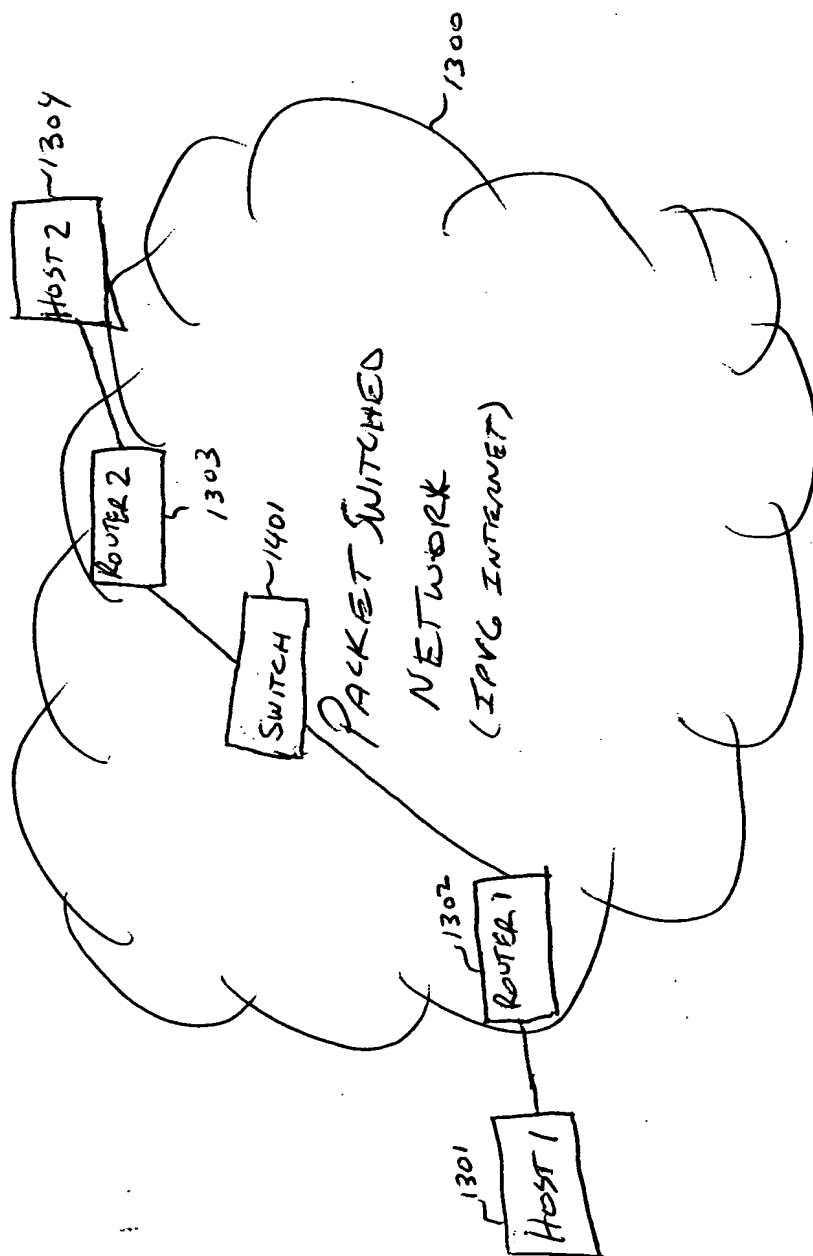 1304
HOST 2
ROUTER 2
1303
1300
SWITCH
1401
PACKET SWITCHED
NETWORK
(IPV6 INTERNET)
1302
ROUTER 1
1301
HOST 1